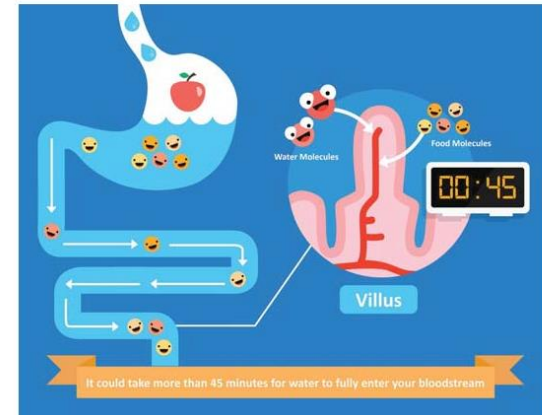 Water Molecules
Food Molecules
00:45
Villus
It could take more than 45 minutes for water to fully enter your bloodstream